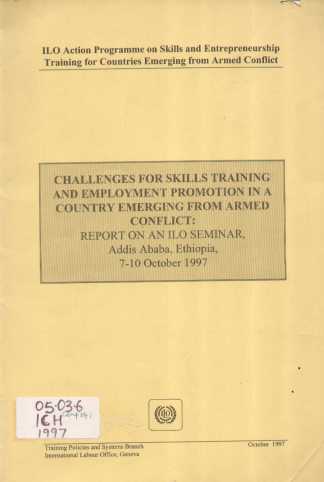 ILO Action Programme on Skills and Entrepreneurship
Training for Countries Emerging from Armed Conflict
CHALLENGES FOR SKILLS TRAINING
AND EMPLOYMENT PROMOTION IN A
COUNTRY EMERGING FROM ARMED
CONFLICT:
REPORT ON AN ILO SEMINAR,
Addis Ababa, Ethiopia,
7-10 October 1997
05.03.6
ICH
1997
Training Policies and Systems Branch
International Labour Office, Geneva
October 1997